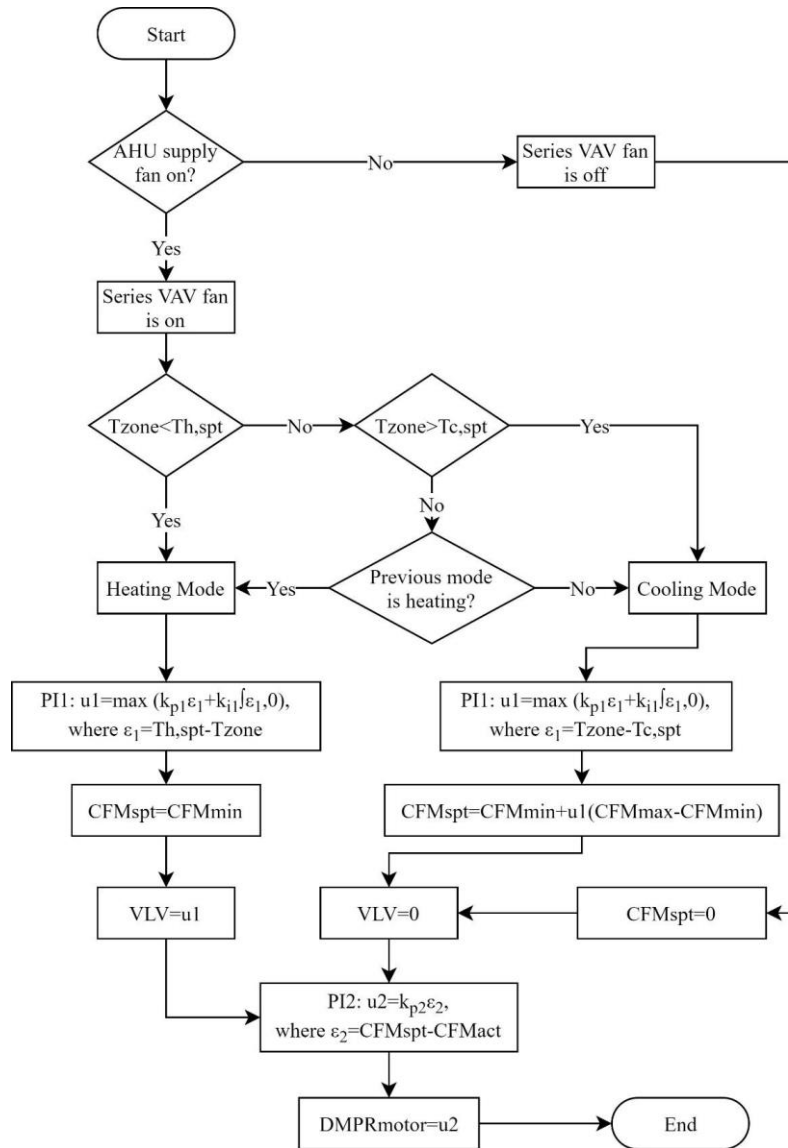 Start
AHU supply
fan on?
No
Series VAV fan
is off
Yes
Series VAV fan
is on
Tzone<Th,spt
No
Tzone>Tc,spt
Yes
Yes
No
Heating Mode
Yes
Previous mode
is heating?
No
Cooling Mode
PI1: u1=max (kp1ε1+ki1∫ε1,0),
where ε1=Th,spt-Tzone
PI1: u1=max (kp1ε1+ki1∫ε1,0),
where ε1=Tzone-Tc,spt
CFMspt=CFMmin
CFMspt=CFMmin+u1(CFMmax-CFMmin)
VLV=u1
VLV=0
CFMspt=0
PI2: u2=kp2ε2,
where ε2=CFMspt-CFMact
DMPRmotor=u2
End